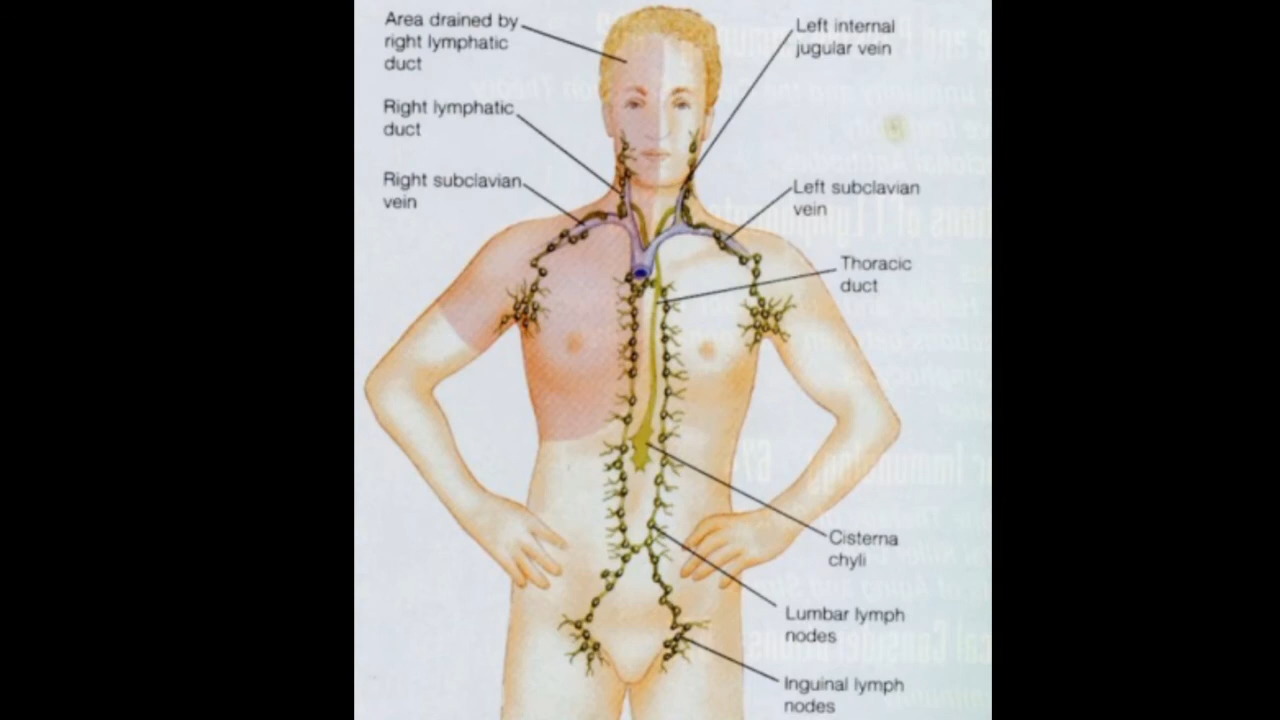 Area drained by
right lymphatic
duct
Right lymphatic
duct
Right subclavian
vein
Left internal
jugular vein
Left subclavian
vein
Thoracic
duct
Cisterna
chyli
Lumbar lymph
nodes
Inguinal lymph
nodes